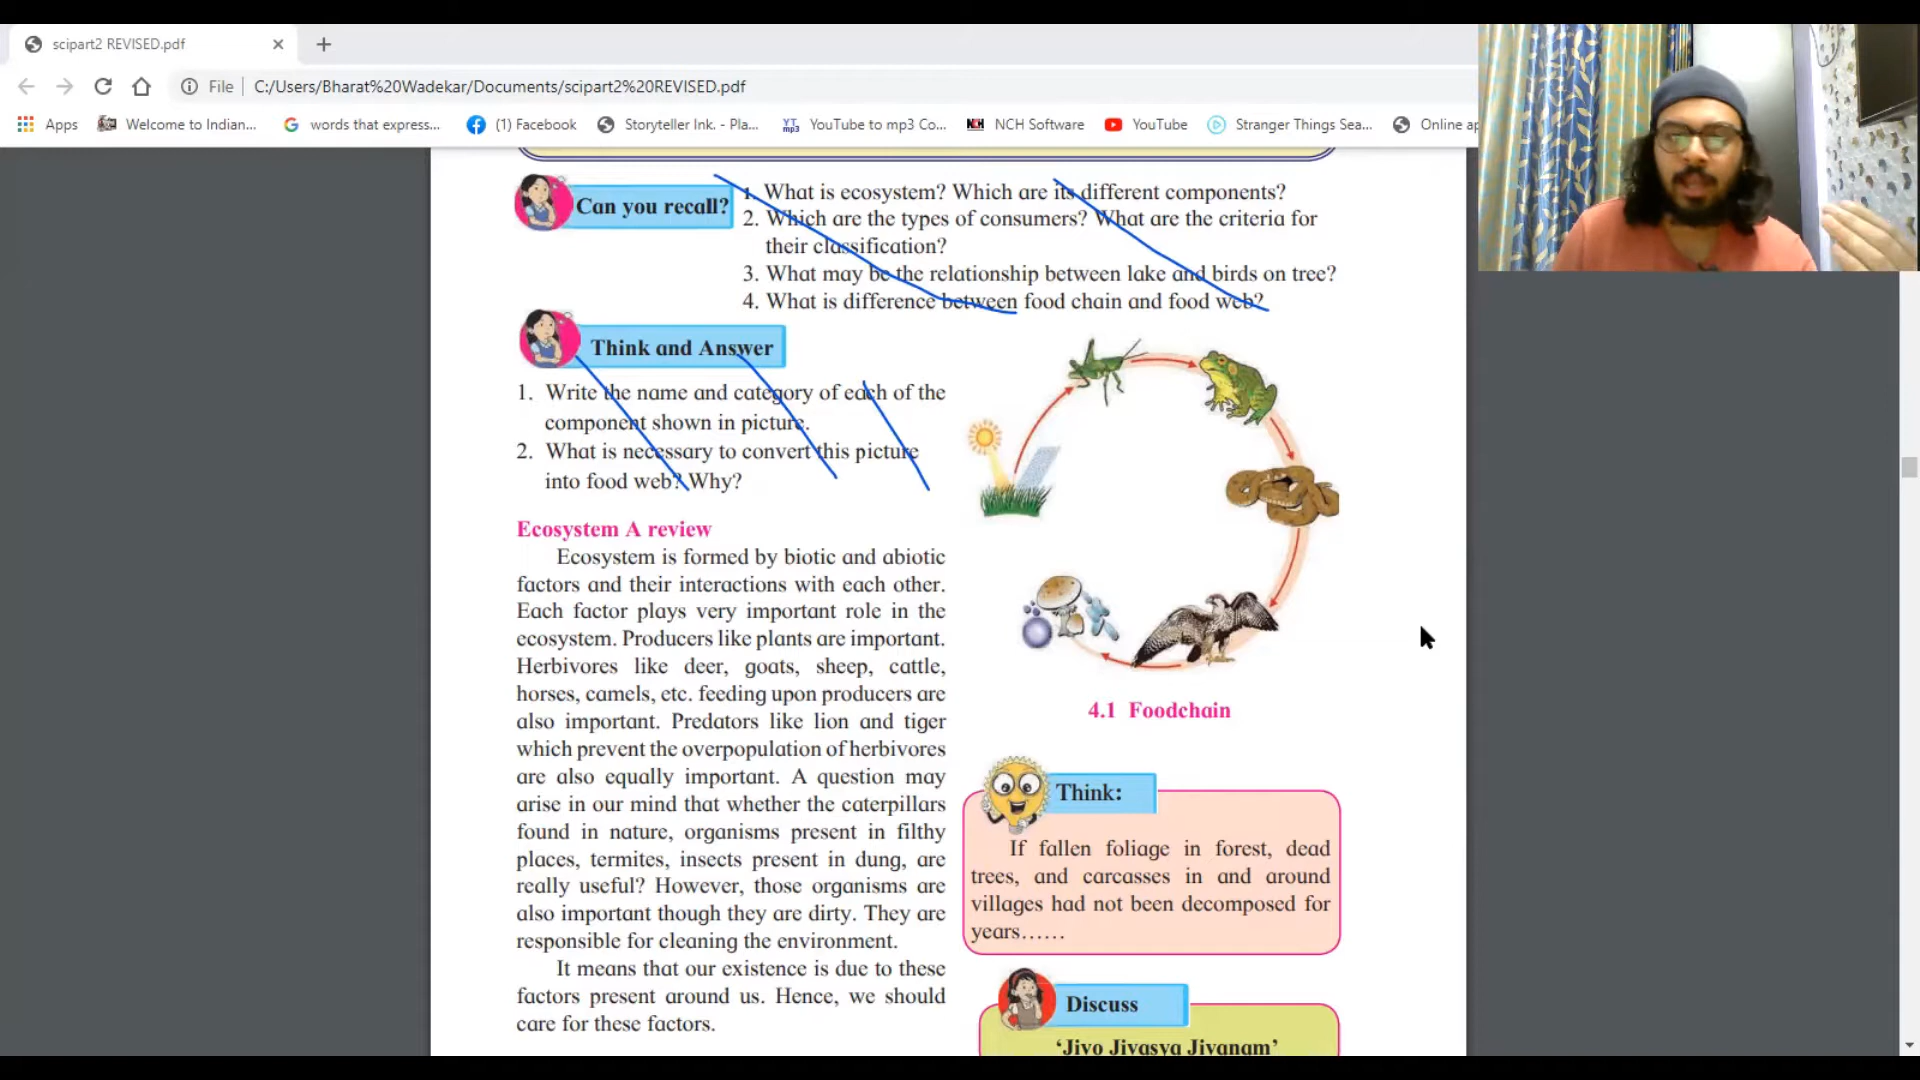 scipart2 REVISED.pdf
File C:/Users/Bharat%20Wadekar/Documents/scipart2%20REVISED.pdf
Apps Welcome to Indian... words that express... (1) Facebook Storyteller Ink. - Pla... YT mp3 YouTube to mp3 Co... NCH NCH Software YouTube Stranger Things Sea... Online ap
Can you recall?
1. What is ecosystem? Which are its different components?
2. Which are the types of consumers? What are the criteria for
their classification?
3. What may be the relationship between lake and birds on tree?
4. What is difference between food chain and food web?
Think and Answer
1. Write the name and category of each of the
component shown in picture.
2. What is necessary to convert this picture
into food web? Why?
Ecosystem A review
Ecosystem is formed by biotic and abiotic
factors and their interactions with each other.
Each factor plays very important role in the
ecosystem. Producers like plants are important.
Herbivores like deer, goats, sheep, cattle,
horses, camels, etc. feeding upon producers are
also important. Predators like lion and tiger
which prevent the overpopulation of herbivores
are also equally important. A question may
arise in our mind that whether the caterpillars
found in nature, organisms present in filthy
places, termites, insects present in dung, are
really useful? However, those organisms are
also important though they are dirty. They are
responsible for cleaning the environment.
It means that our existence is due to these
factors present around us. Hence, we should
care for these factors.
4.1 Foodchain
Think:
If fallen foliage in forest, dead
trees, and carcasses in and around
villages had not been decomposed for
years......
Discuss
‘Jivo Jivasya Jivanam’